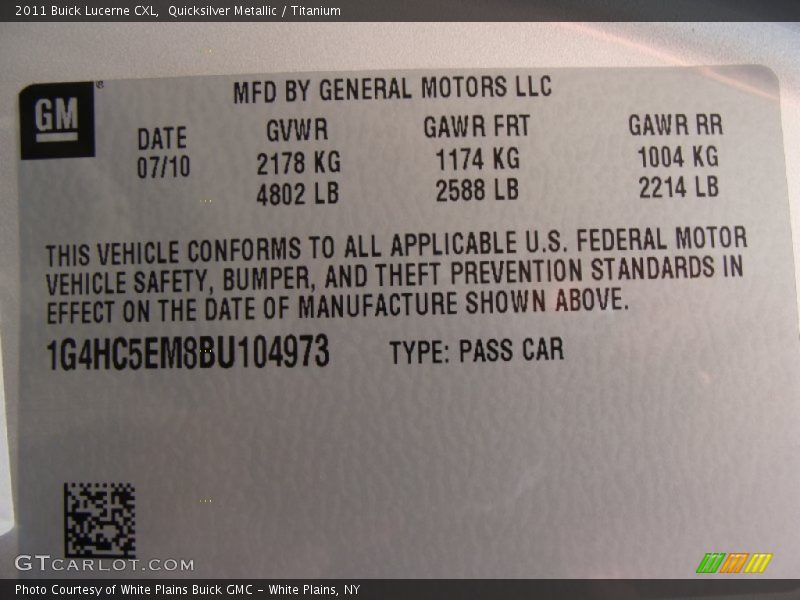 2011 Buick Lucerne CXL,  Quicksilver Metallic / Titanium
GM
®
MFD BY GENERAL MOTORS LLC
DATE GVWR GAWR FRT GAWR RR
07/10 2178 KG 1174 KG 1004 KG
4802 LB 2588 LB 2214 LB
THIS VEHICLE CONFORMS TO ALL APPLICABLE U.S. FEDERAL MOTOR
VEHICLE SAFETY, BUMPER, AND THEFT PREVENTION STANDARDS IN
EFFECT ON THE DATE OF MANUFACTURE SHOWN ABOVE.
1G4HC5EM8BU104973 TYPE: PASS CAR
GTCARLOT.COM
Photo Courtesy of White Plains Buick GMC - White Plains, NY